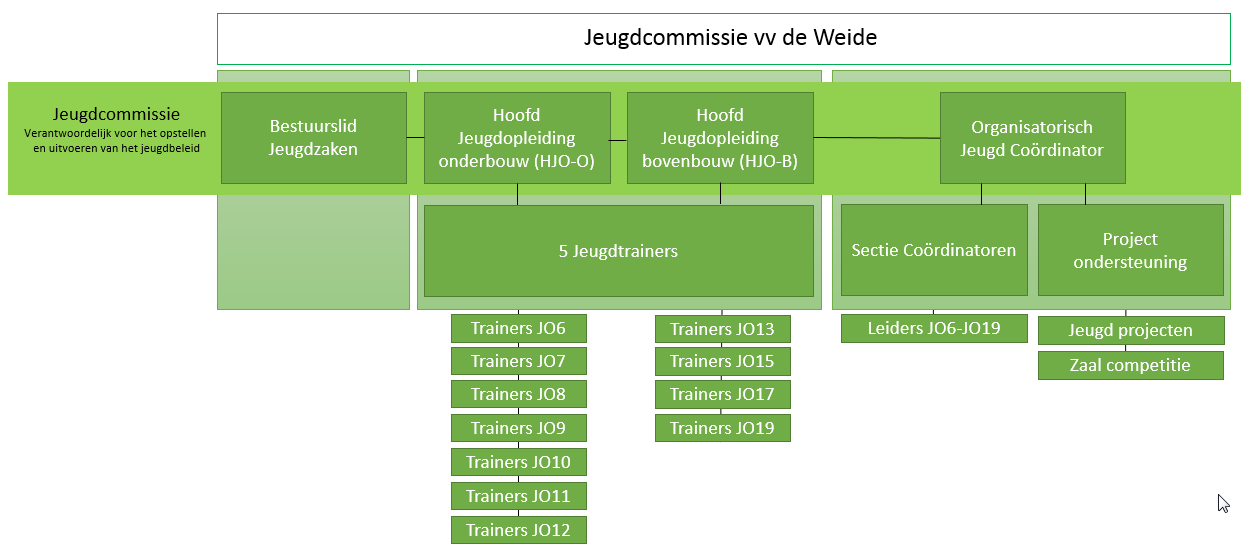 Jeugdcommissie vv de Weide
Jeugdcommissie
Verantwoordelijk voor het opstellen
en uitvoeren van het jeugdbeleid
Bestuurslid
Jeugdzaken
Hoofd
Jeugdopleiding
onderbouw (HJO-O)
Hoofd
Jeugdopleiding
bovenbouw (HJO-B)
Organisatorisch
Jeugd Coördinator
5 Jeugdtrainers
Sectie Coördinatoren
Project
ondersteuning
Trainers JO6
Trainers JO7
Trainers JO8
Trainers JO9
Trainers JO10
Trainers JO11
Trainers JO12
Trainers JO13
Trainers JO15
Trainers JO17
Trainers JO19
Leiders JO6-JO19
Jeugd projecten
Zaal competitie